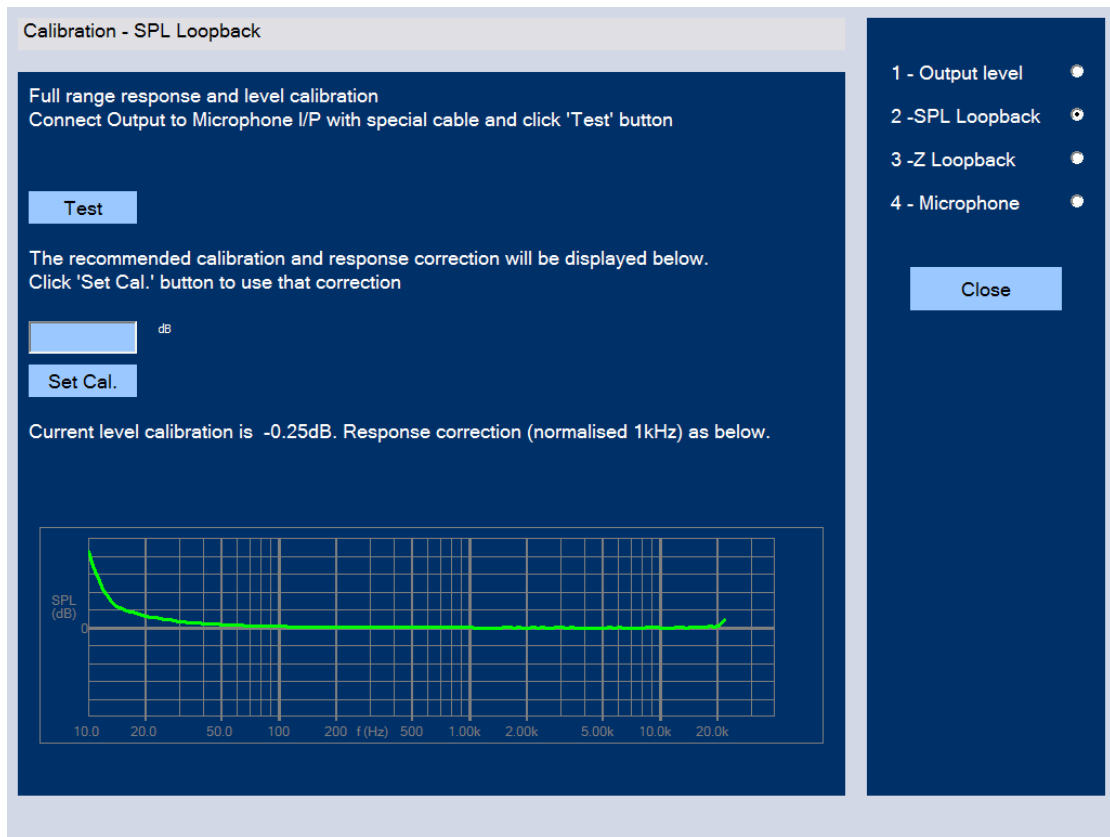 Calibration - SPL Loopback
Full range response and level calibration
Connect Output to Microphone I/P with special cable and click 'Test' button
Test
The recommended calibration and response correction will be displayed below.
Click 'Set Cal.' button to use that correction
dB
Set Cal.
Current level calibration is -0.25dB. Response correction (normalised 1kHz) as below.
SPL
(dB)
0
10.0 20.0 50.0 100 200 f (Hz) 500 1.00k 2.00k 5.00k 10.0k 20.0k
1 - Output level
2 -SPL Loopback
3 -Z Loopback
4 - Microphone
Close